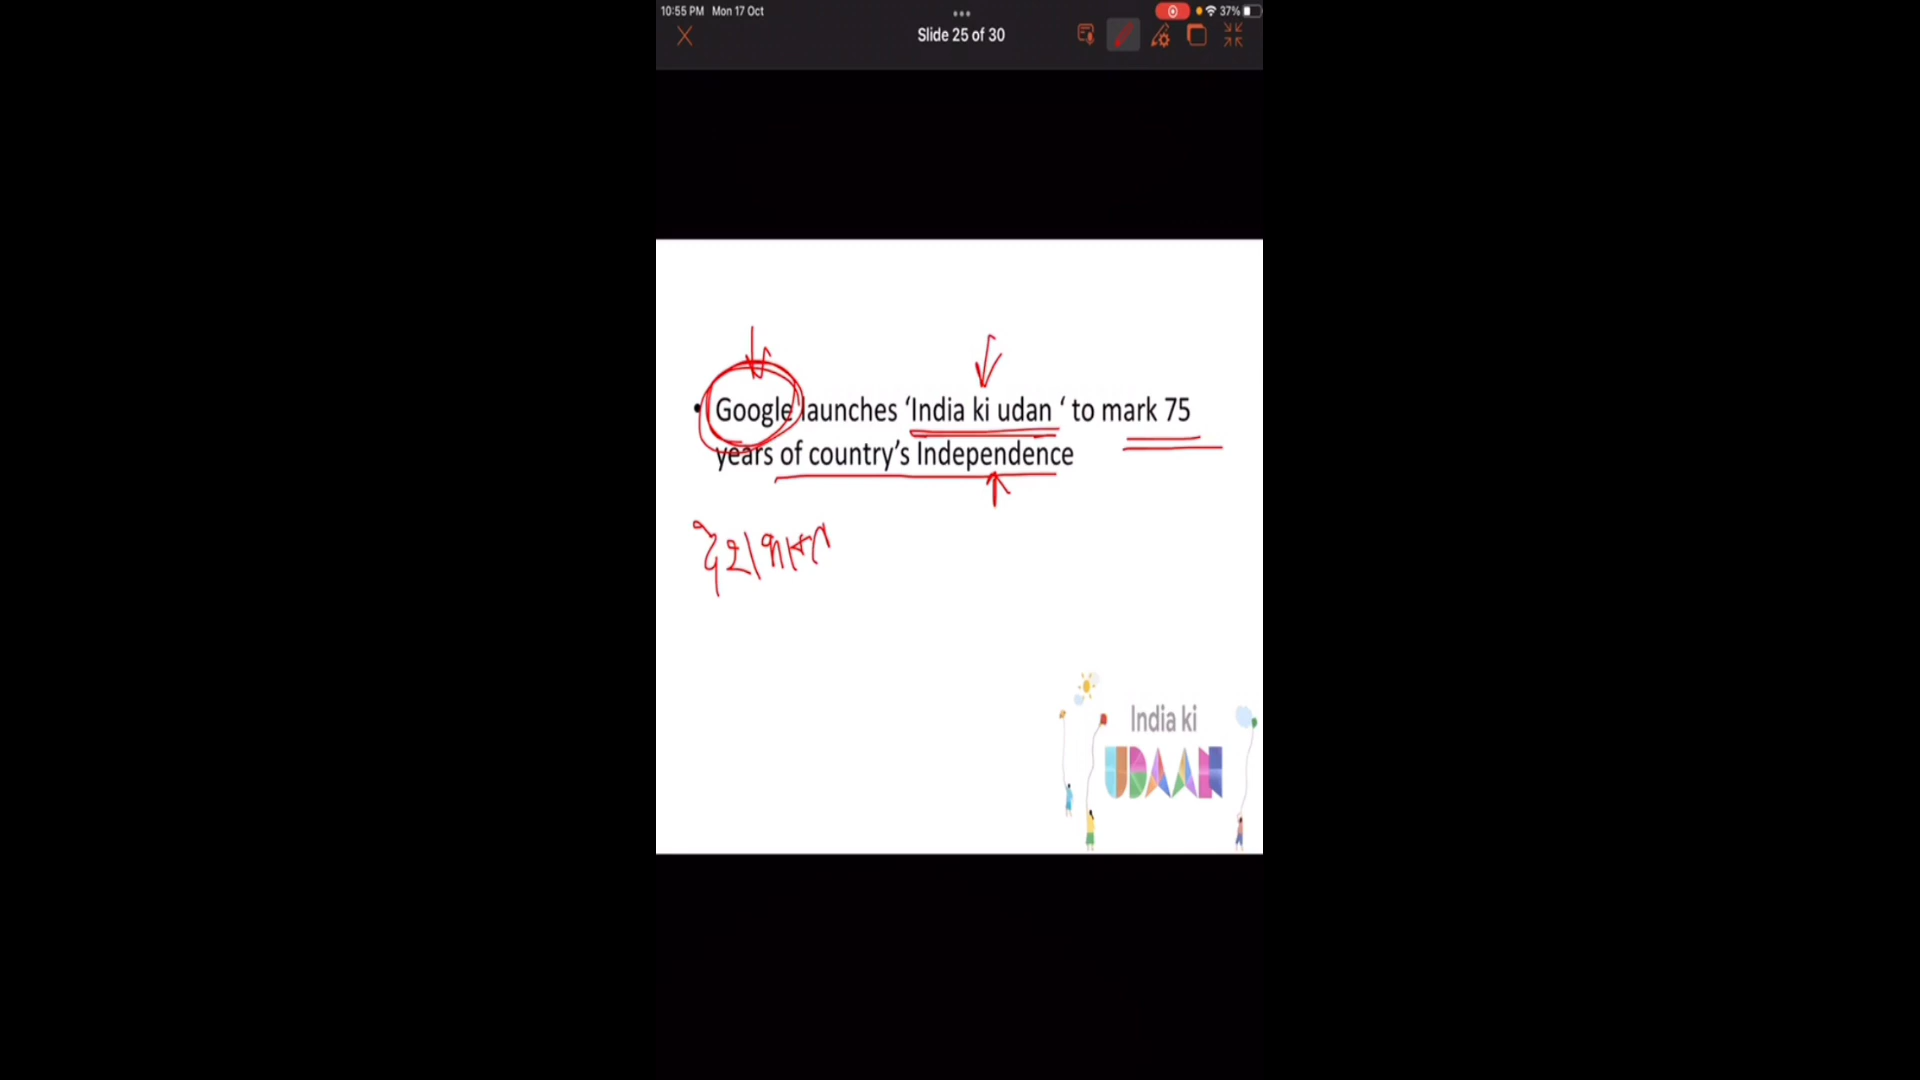 10:55 PM Mon 17 Oct
37%
Slide 25 of 30
• Google launches ‘India ki udan ‘ to mark 75
years of country’s Independence
India ki
UDAAN